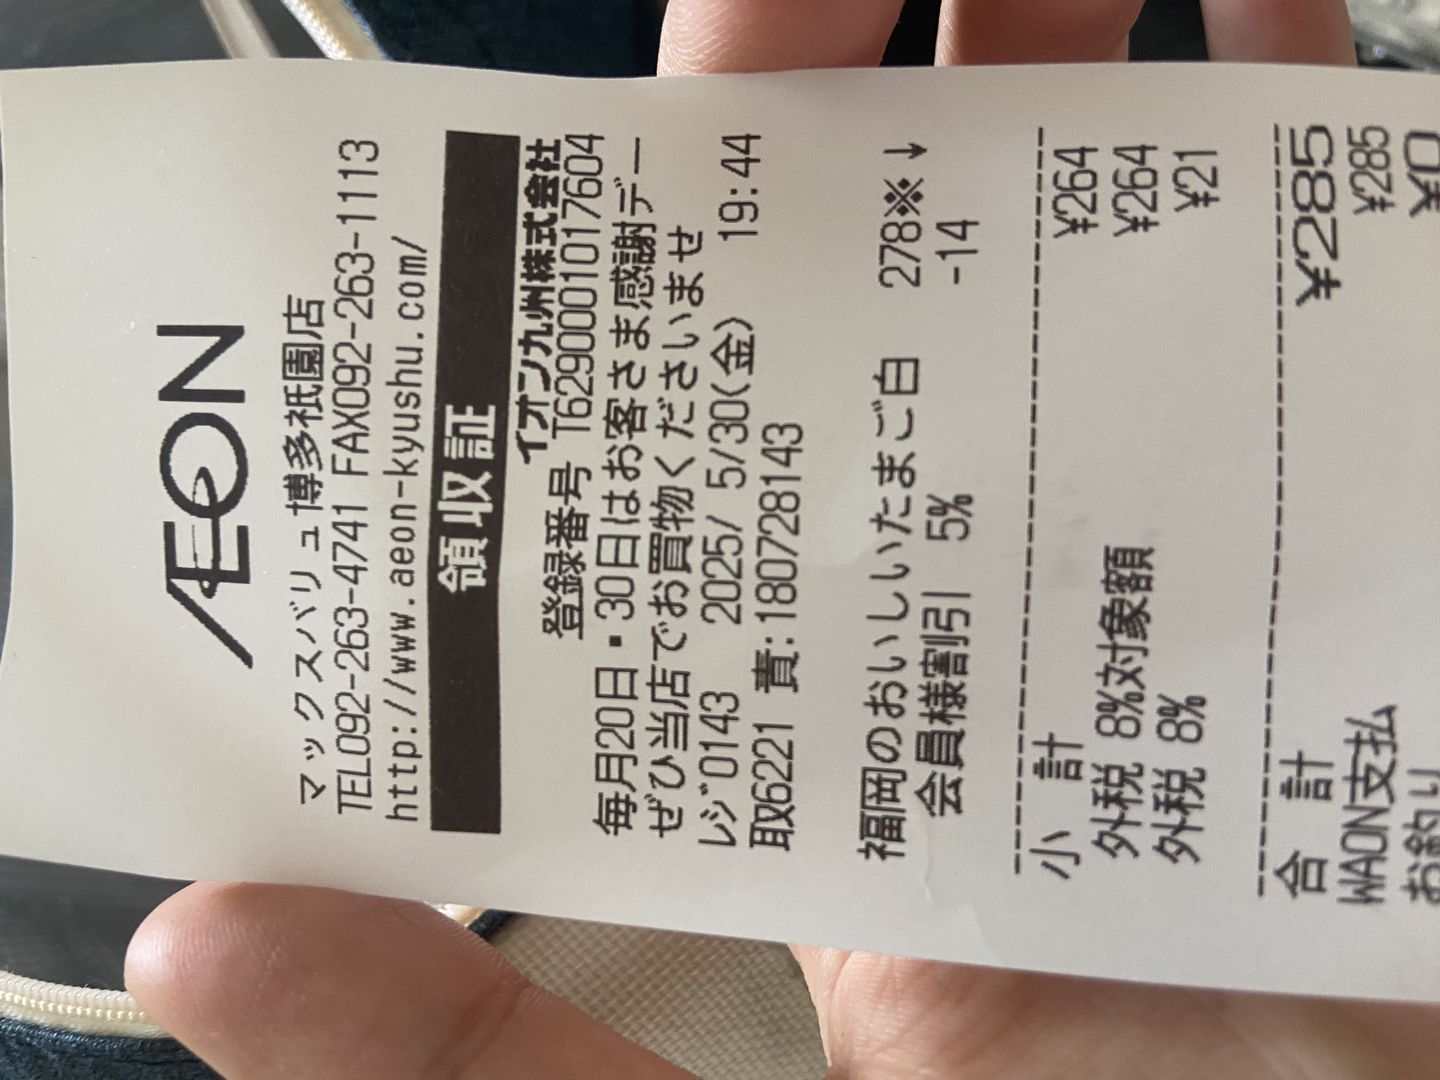 AEON
マックスバリュ博多祇園店
TEL092-263-4741 FAX092-263-1113
http://www.aeon-kyushu.com/
領収証
イオン九州株式会社
登録番号 T6290001017604
毎月20日・30日はお客さま感謝デー
ぜひ当店でお買物くださいませ
レジ0143 2025/ 5/30(金) 19:44
取6221 責:180728143
福岡のおいしいたまご白 278※↓
会員様割引 5% -14
小 計 ¥264
外税 8%対象額 ¥264
外税 8% ¥21
合 計 ¥285
WAON支払 ¥285
お釣り ¥0